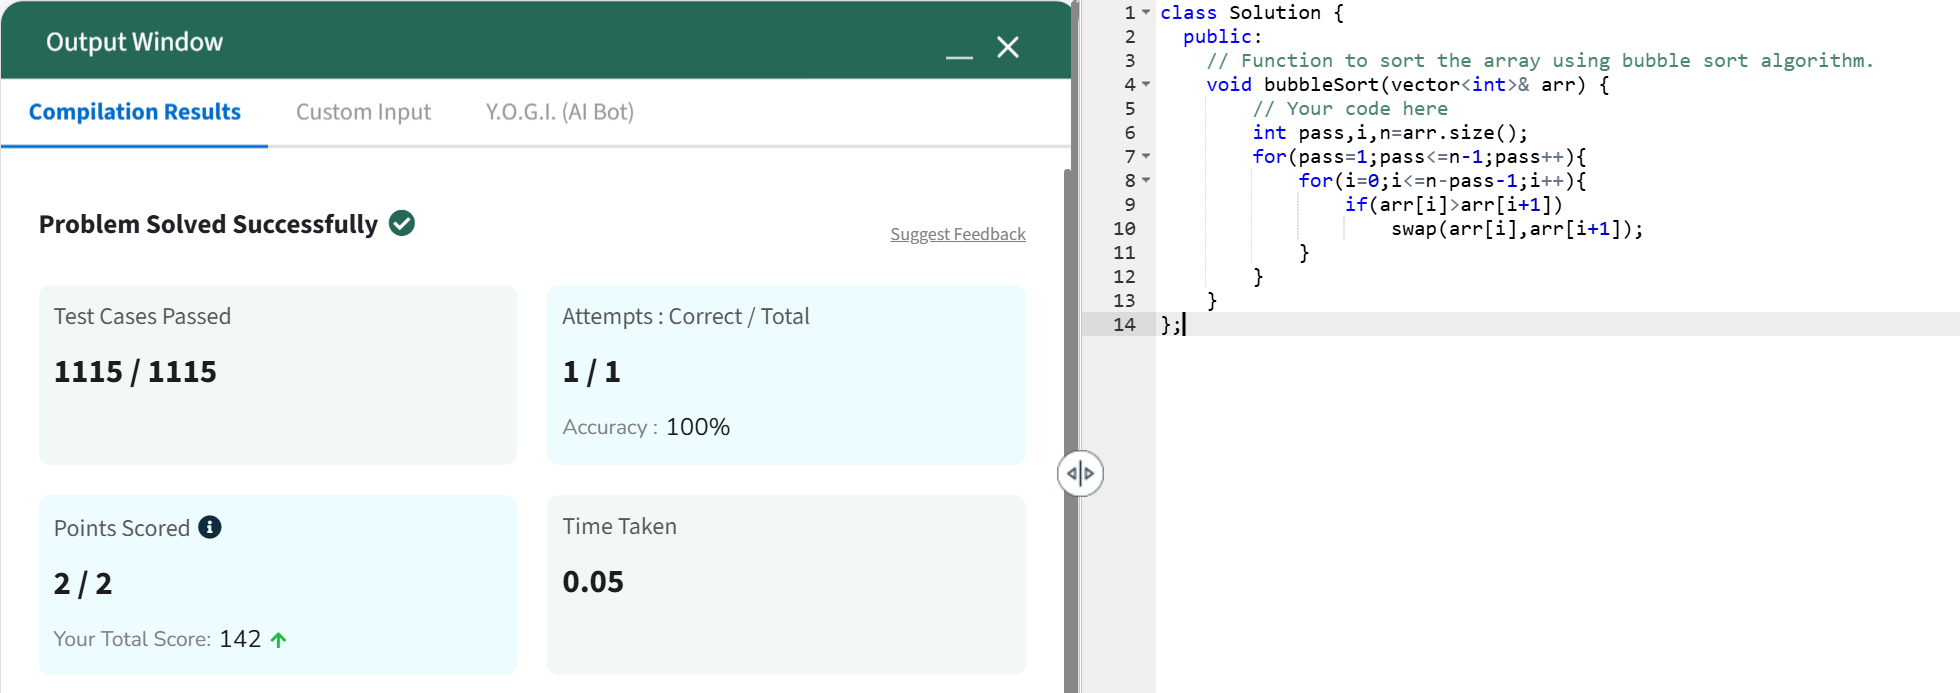 Output Window
Compilation Results Custom Input Y.O.G.I. (AI Bot)
Problem Solved Successfully
Suggest Feedback
Test Cases Passed
1115 / 1115
Attempts : Correct / Total
1 / 1
Accuracy : 100%
Points Scored
2 / 2
Your Total Score: 142
Time Taken
0.05
1 class Solution {
2   public:
3     // Function to sort the array using bubble sort algorithm.
4     void bubbleSort(vector<int>& arr) {
5         // Your code here
6         int pass,i,n=arr.size();
7         for(pass=1;pass<=n-1;pass++){
8             for(i=0;i<=n-pass-1;i++){
9                 if(arr[i]>arr[i+1])
10                     swap(arr[i],arr[i+1]);
11             }
12         }
13     }
14 };